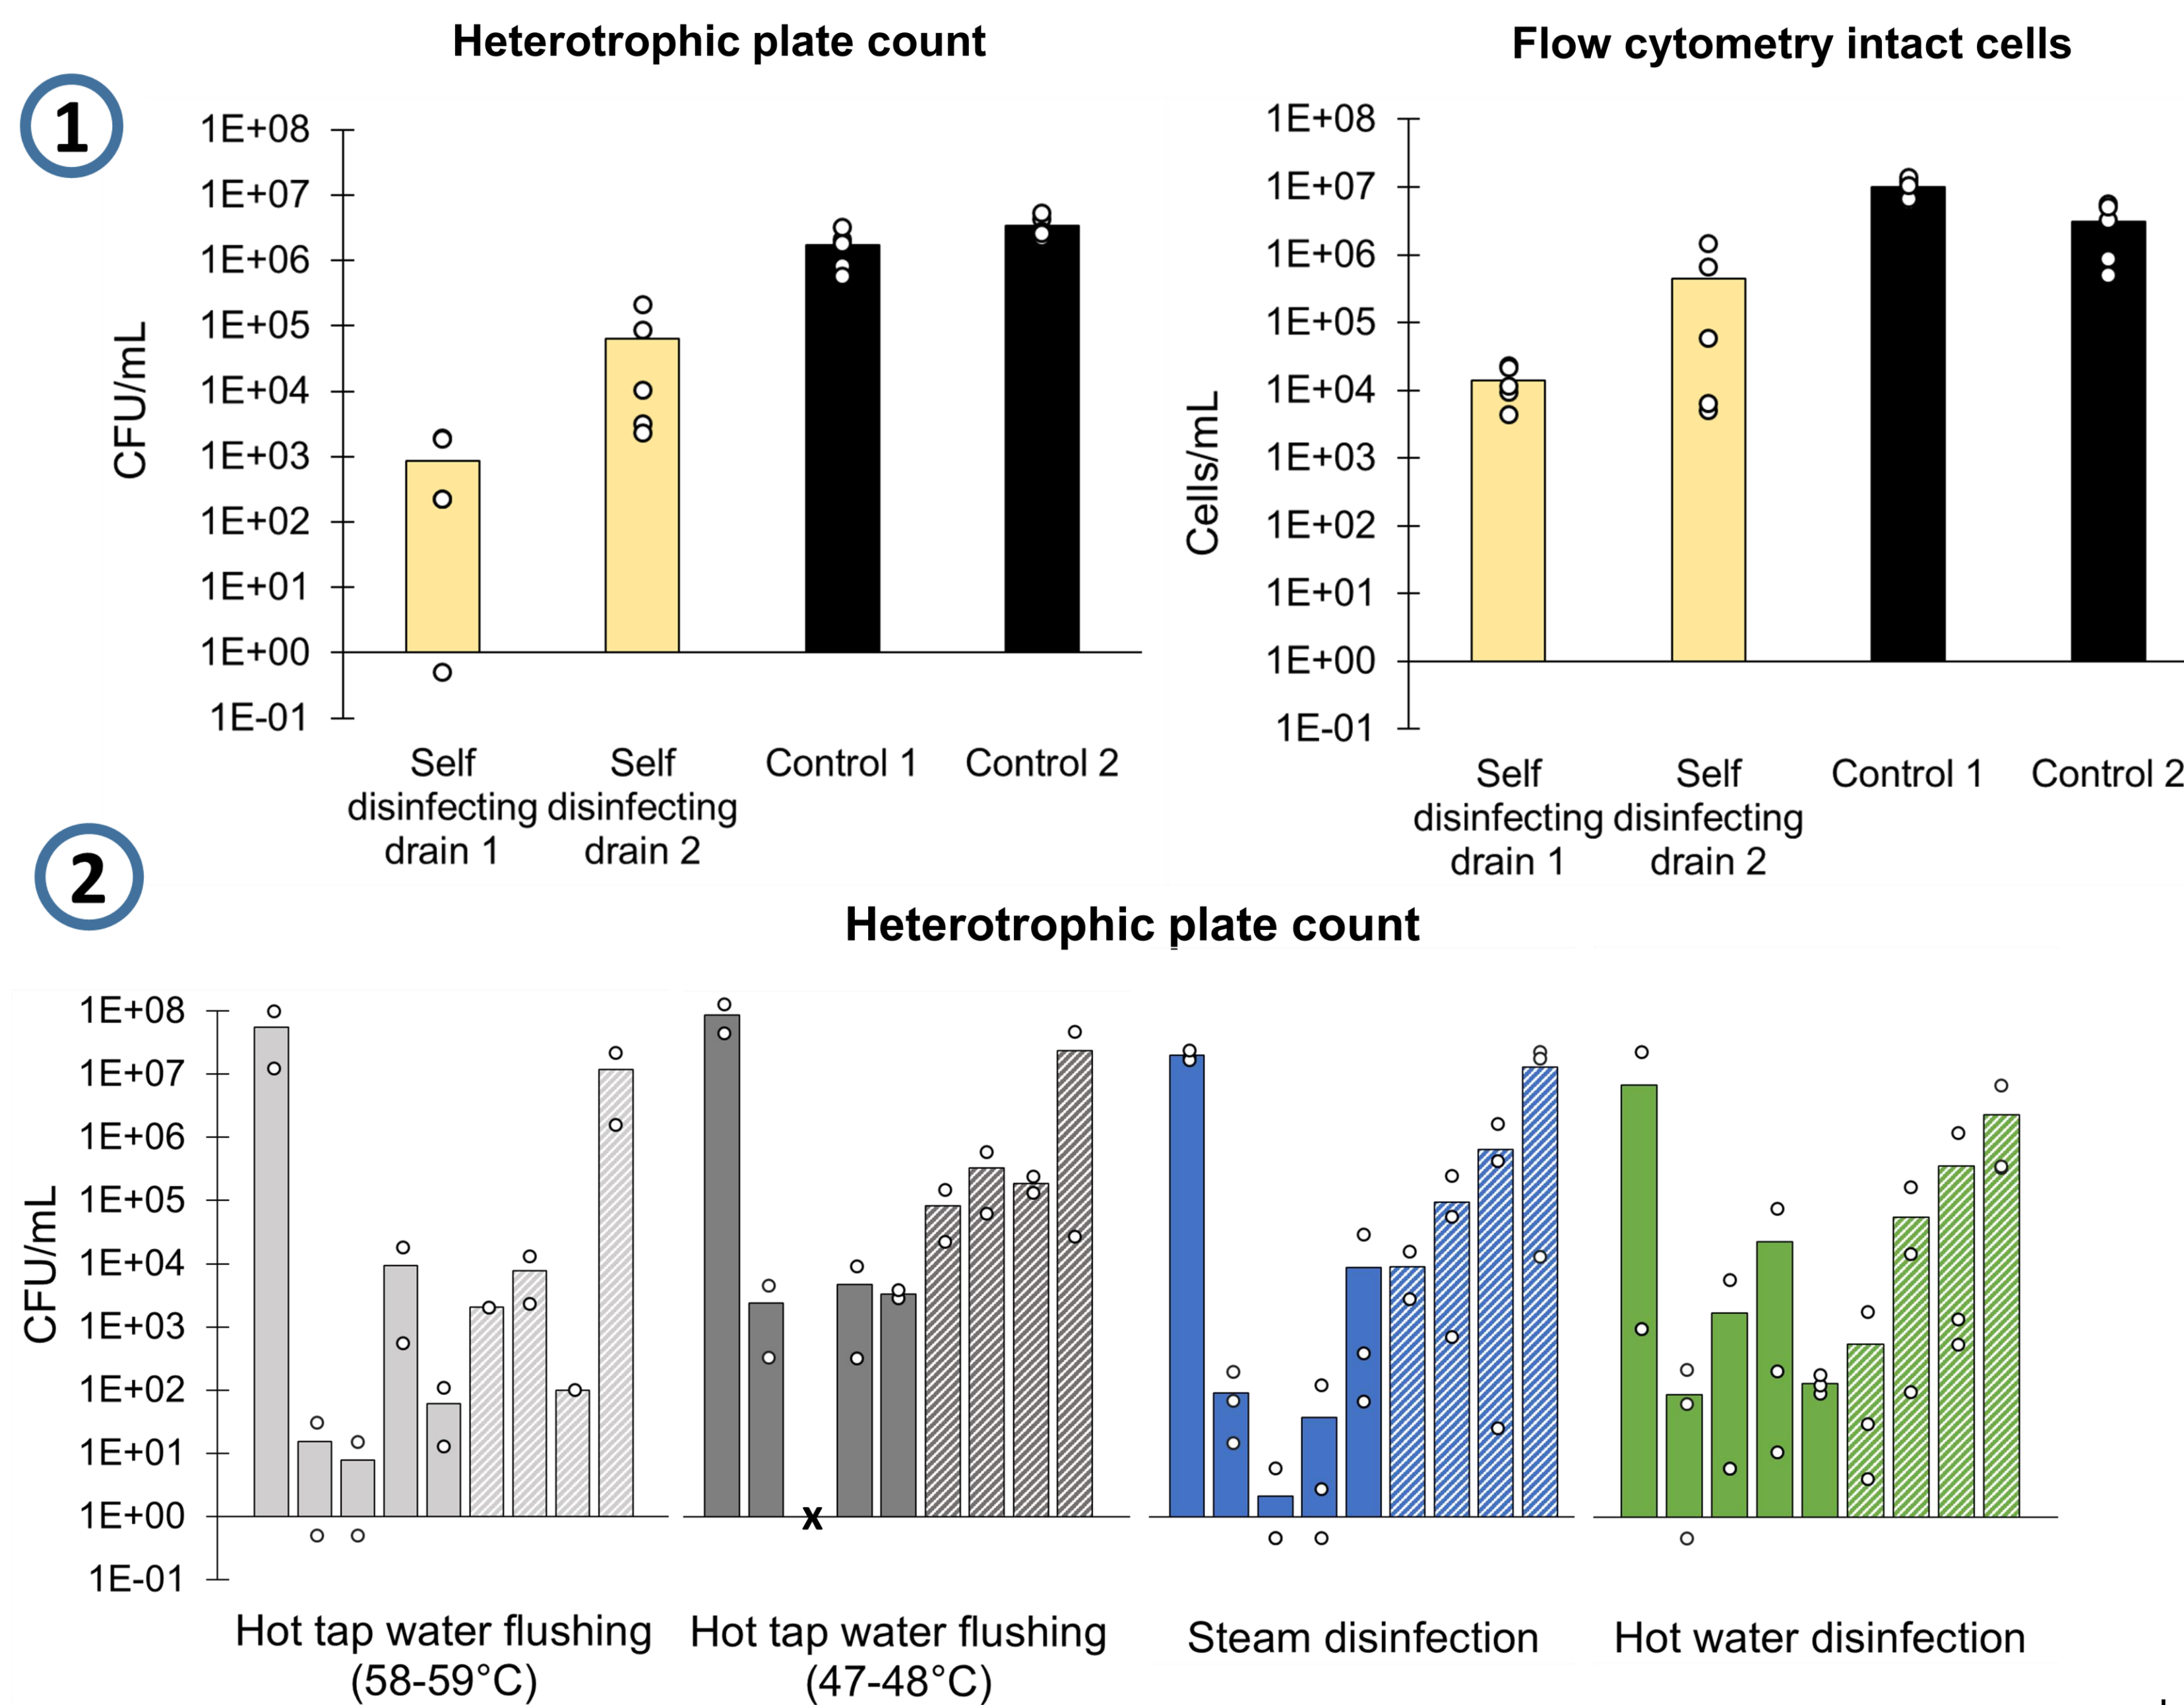 Heterotrophic plate count
Flow cytometry intact cells
1
1E+08
1E+07
1E+06
1E+05
1E+04
1E+03
1E+02
1E+01
1E+00
1E-01
CFU/mL
Self disinfecting drain 1
Self disinfecting drain 2
Control 1
Control 2
1E+08
1E+07
1E+06
1E+05
1E+04
1E+03
1E+02
1E+01
1E+00
1E-01
Cells/mL
Self disinfecting drain 1
Self disinfecting drain 2
Control 1
Control 2
2
Heterotrophic plate count
1E+08
1E+07
1E+06
1E+05
1E+04
1E+03
1E+02
1E+01
1E+00
1E-01
CFU/mL
x
Hot tap water flushing
(58-59°C)
Hot tap water flushing
(47-48°C)
Steam disinfection
Hot water disinfection